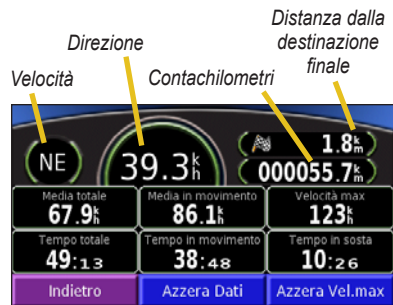 Distanza dalla
destinazione
finale
Direzione
Velocità
Contachilometri
NE
39.3 k/h
1.8 k/m
000055.7 k/m
Media totale
Media in movimento
Velocità max
67.9 k/h
86.1 k/h
123 k/h
Tempo totale
Tempo in movimento
Tempo in sosta
49:13
38:48
10:26
Indietro
Azzera Dati
Azzera Vel.max